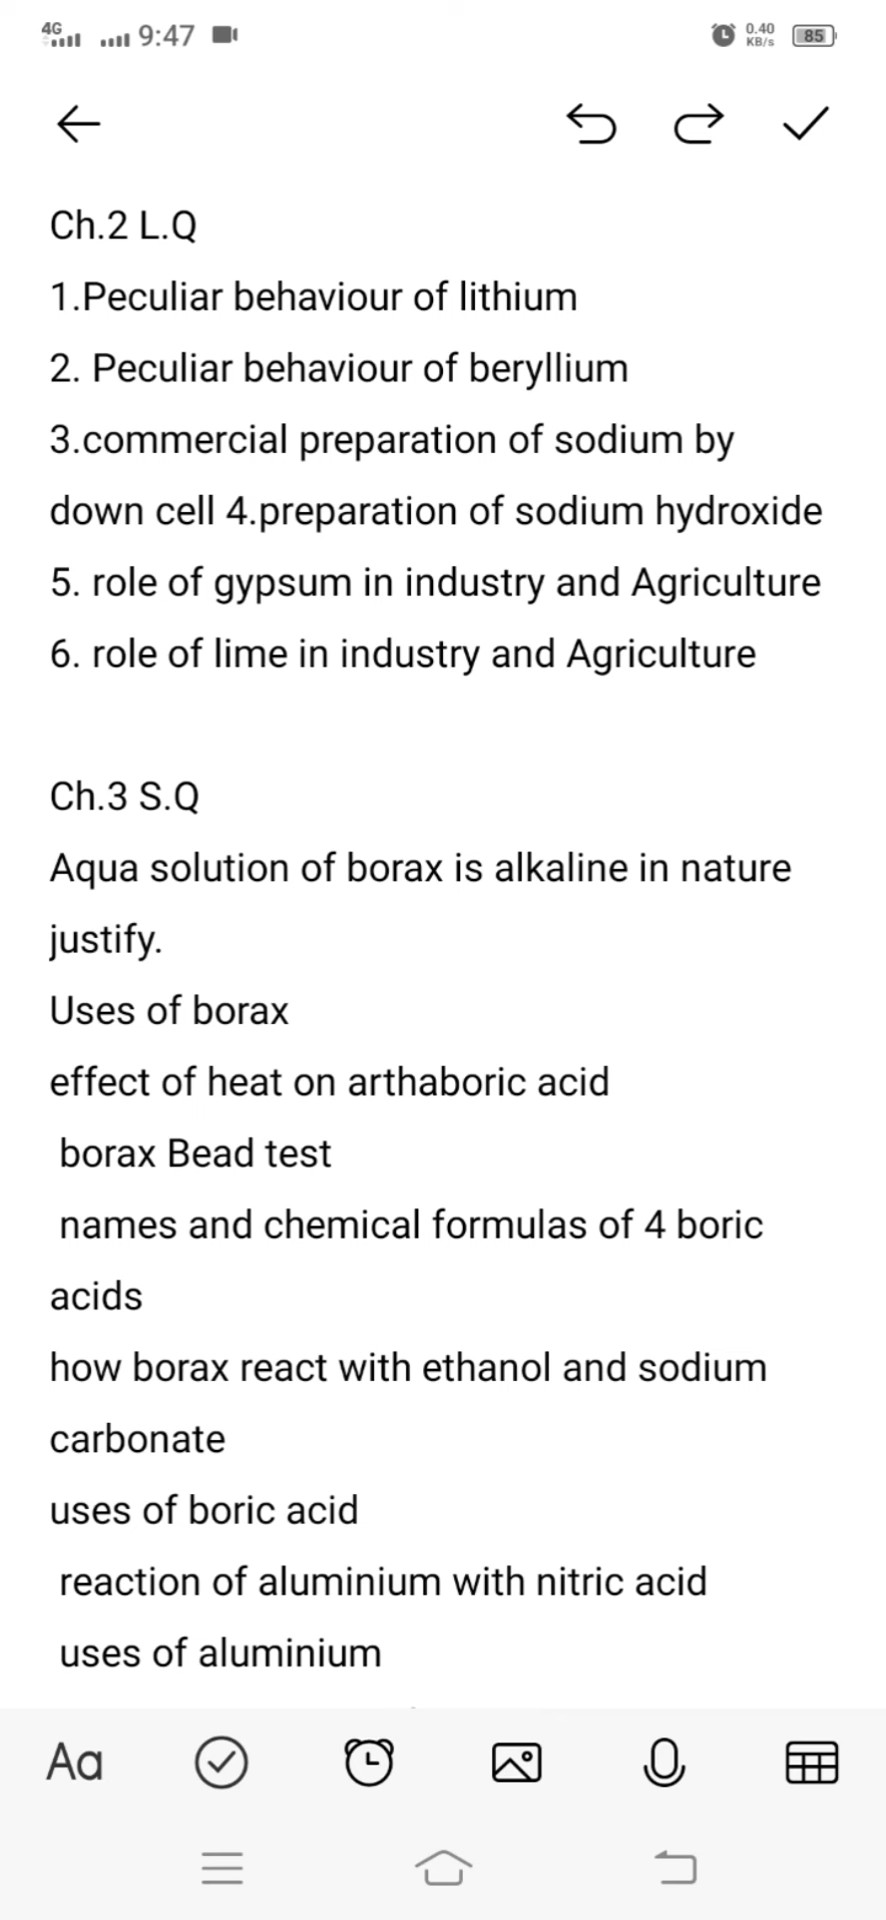 4G 9:47 0.40 KB/s 85
Ch.2 L.Q
1.Peculiar behaviour of lithium
2. Peculiar behaviour of beryllium
3.commercial preparation of sodium by
down cell 4.preparation of sodium hydroxide
5. role of gypsum in industry and Agriculture
6. role of lime in industry and Agriculture
Ch.3 S.Q
Aqua solution of borax is alkaline in nature
justify.
Uses of borax
effect of heat on arthaboric acid
borax Bead test
names and chemical formulas of 4 boric
acids
how borax react with ethanol and sodium
carbonate
uses of boric acid
reaction of aluminium with nitric acid
uses of aluminium
Aa